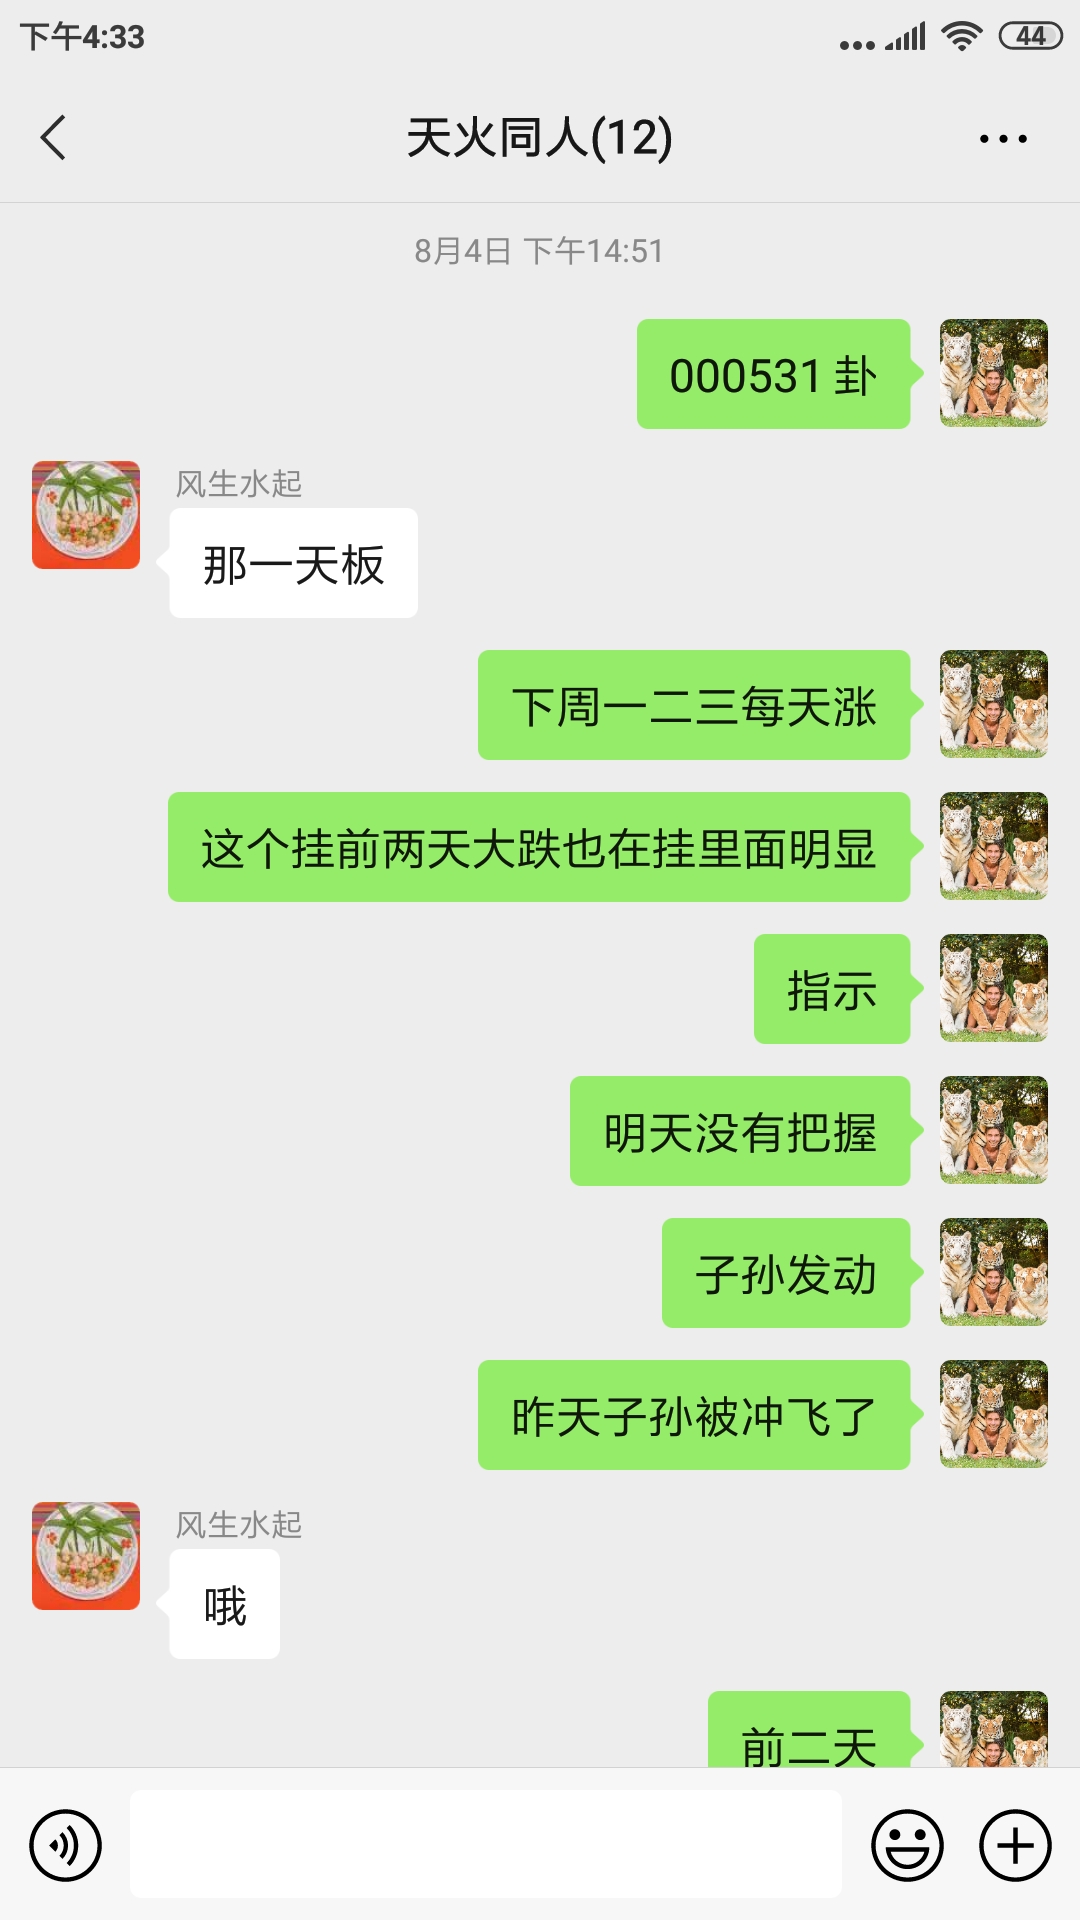 下午4:33
44
天火同人(12)
8月4日 下午14:51
000531 卦
风生水起
那一天板
下周一二三每天涨
这个挂前两天大跌也在挂里面明显
指示
明天没有把握
子孙发动
昨天子孙被冲飞了
风生水起
哦
前二天